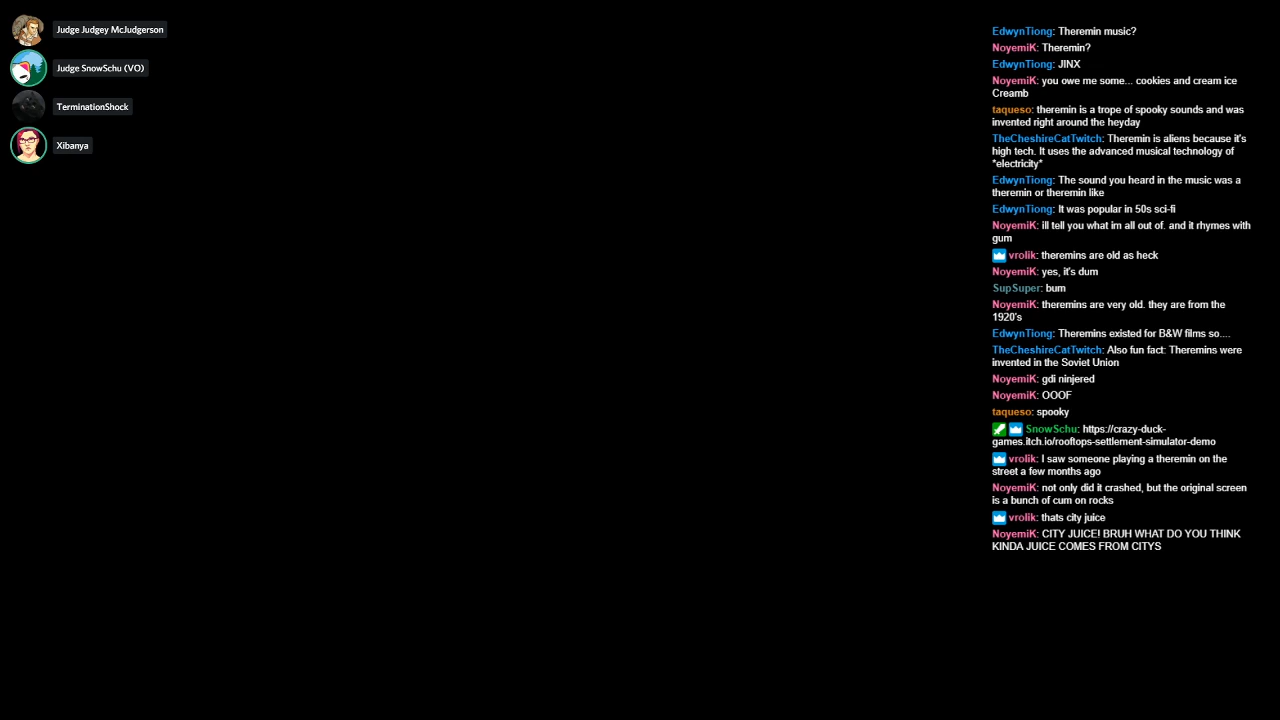 Judge Judgey McJudgerson
Judge SnowSchu (VO)
TerminationShock
Xibanya
EdwynTiong: Theremin music?
NoyemiK: Theremin?
EdwynTiong: JINX
NoyemiK: you owe me some... cookies and cream ice
Creamb
taqueso: theremin is a trope of spooky sounds and was
invented right around the heyday
TheCheshireCatTwitch: Theremin is aliens because it's
high tech. It uses the advanced musical technology of
*electricity*
EdwynTiong: The sound you heard in the music was a
theremin or theremin like
EdwynTiong: It was popular in 50s sci-fi
NoyemiK: ill tell you what im all out of. and it rhymes with
gum
vrolik: theremins are old as heck
NoyemiK: yes, it's dum
SupSuper: bum
NoyemiK: theremins are very old. they are from the
1920's
EdwynTiong: Theremins existed for B&W films so....
TheCheshireCatTwitch: Also fun fact: Theremins were
invented in the Soviet Union
NoyemiK: gdi ninjered
NoyemiK: OOOF
taqueso: spooky
SnowSchu: https://crazy-duck-
games.itch.io/rooftops-settlement-simulator-demo
vrolik: I saw someone playing a theremin on the
street a few months ago
NoyemiK: not only did it crashed, but the original screen
is a bunch of cum on rocks
vrolik: thats city juice
NoyemiK: CITY JUICE! BRUH WHAT DO YOU THINK
KINDA JUICE COMES FROM CITYS